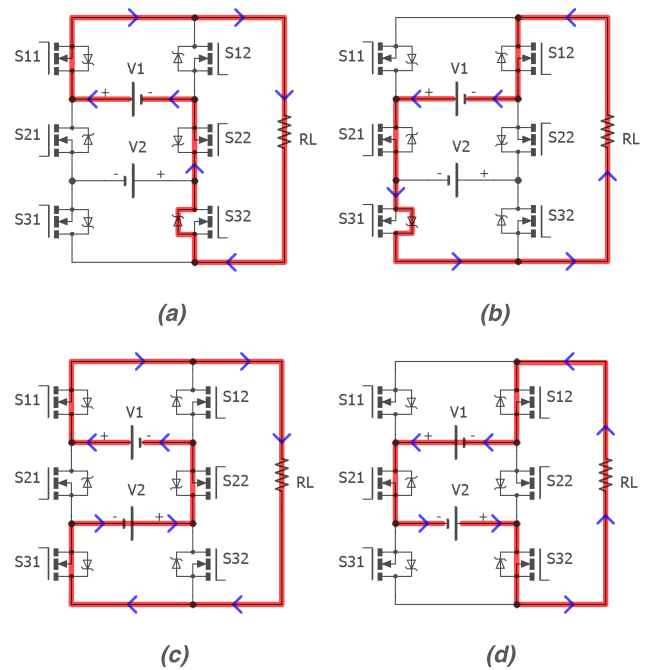 S11 S12 S11 S12
V1 V1
+ - + -
S21 S22 RL S21 S22 RL
V2 V2
- + - +
S31 S32 S31 S32
(a) (b)
S11 S12 S11 S12
V1 V1
+ - + -
S21 S22 RL S21 S22 RL
V2 V2
- + - +
S31 S32 S31 S32
(c) (d)